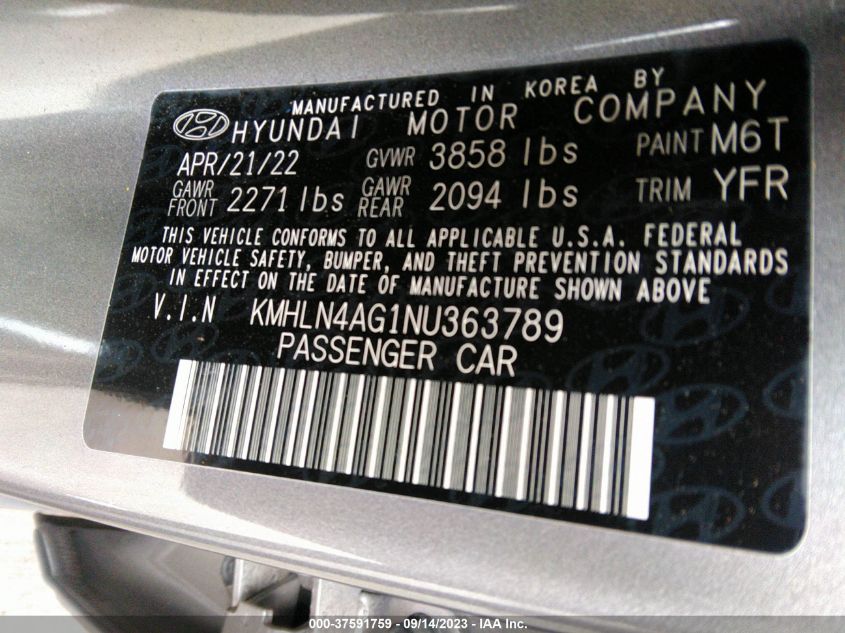 MANUFACTURED IN KOREA BY
HYUNDAI MOTOR COMPANY
APR/21/22 GVWR 3858 lbs PAINT M6T
GAWR FRONT 2271 lbs GAWR REAR 2094 lbs TRIM YFR
THIS VEHICLE CONFORMS TO ALL APPLICABLE U.S.A. FEDERAL
MOTOR VEHICLE SAFETY, BUMPER, AND THEFT PREVENTION STANDARDS
IN EFFECT ON THE DATE OF MANUFACTURE SHOWN ABOVE
V.I.N KMHLN4AG1NU363789
PASSENGER CAR
000-37591759 - 09/14/2023 - IAA Inc.